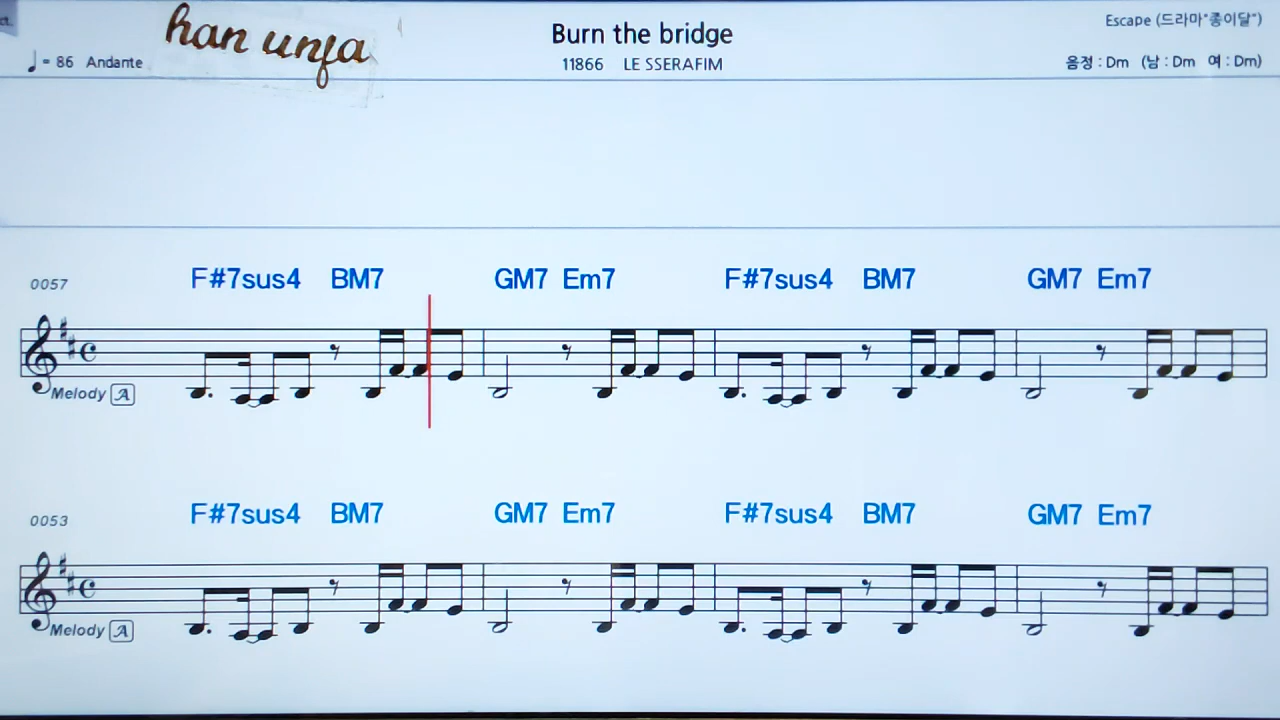 ct.
han unfa
Burn the bridge
Escape (드라마"종이달")
♩= 86 Andante
11866 LE SSERAFIM
음정 : Dm (남 : Dm 여 : Dm)
0057
F#7sus4 BM7 GM7 Em7 F#7sus4 BM7 GM7 Em7
Melody A
0053
F#7sus4 BM7 GM7 Em7 F#7sus4 BM7 GM7 Em7
Melody A